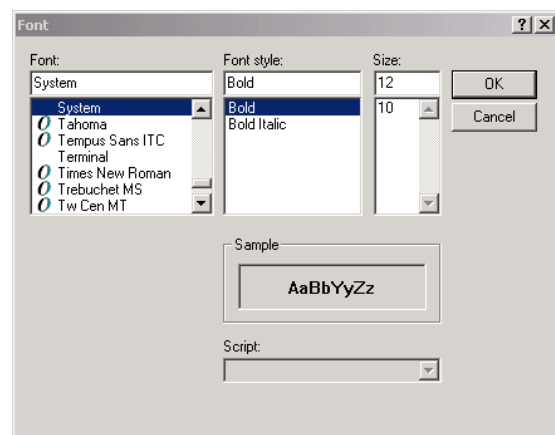 Font
Font:
Font style:
Size:
System
Bold
12
OK
System
Bold
10
Cancel
Tahoma
Bold Italic
Tempus Sans ITC
Terminal
Times New Roman
Trebuchet MS
Tw Cen MT
Sample
AaBbYyZz
Script: